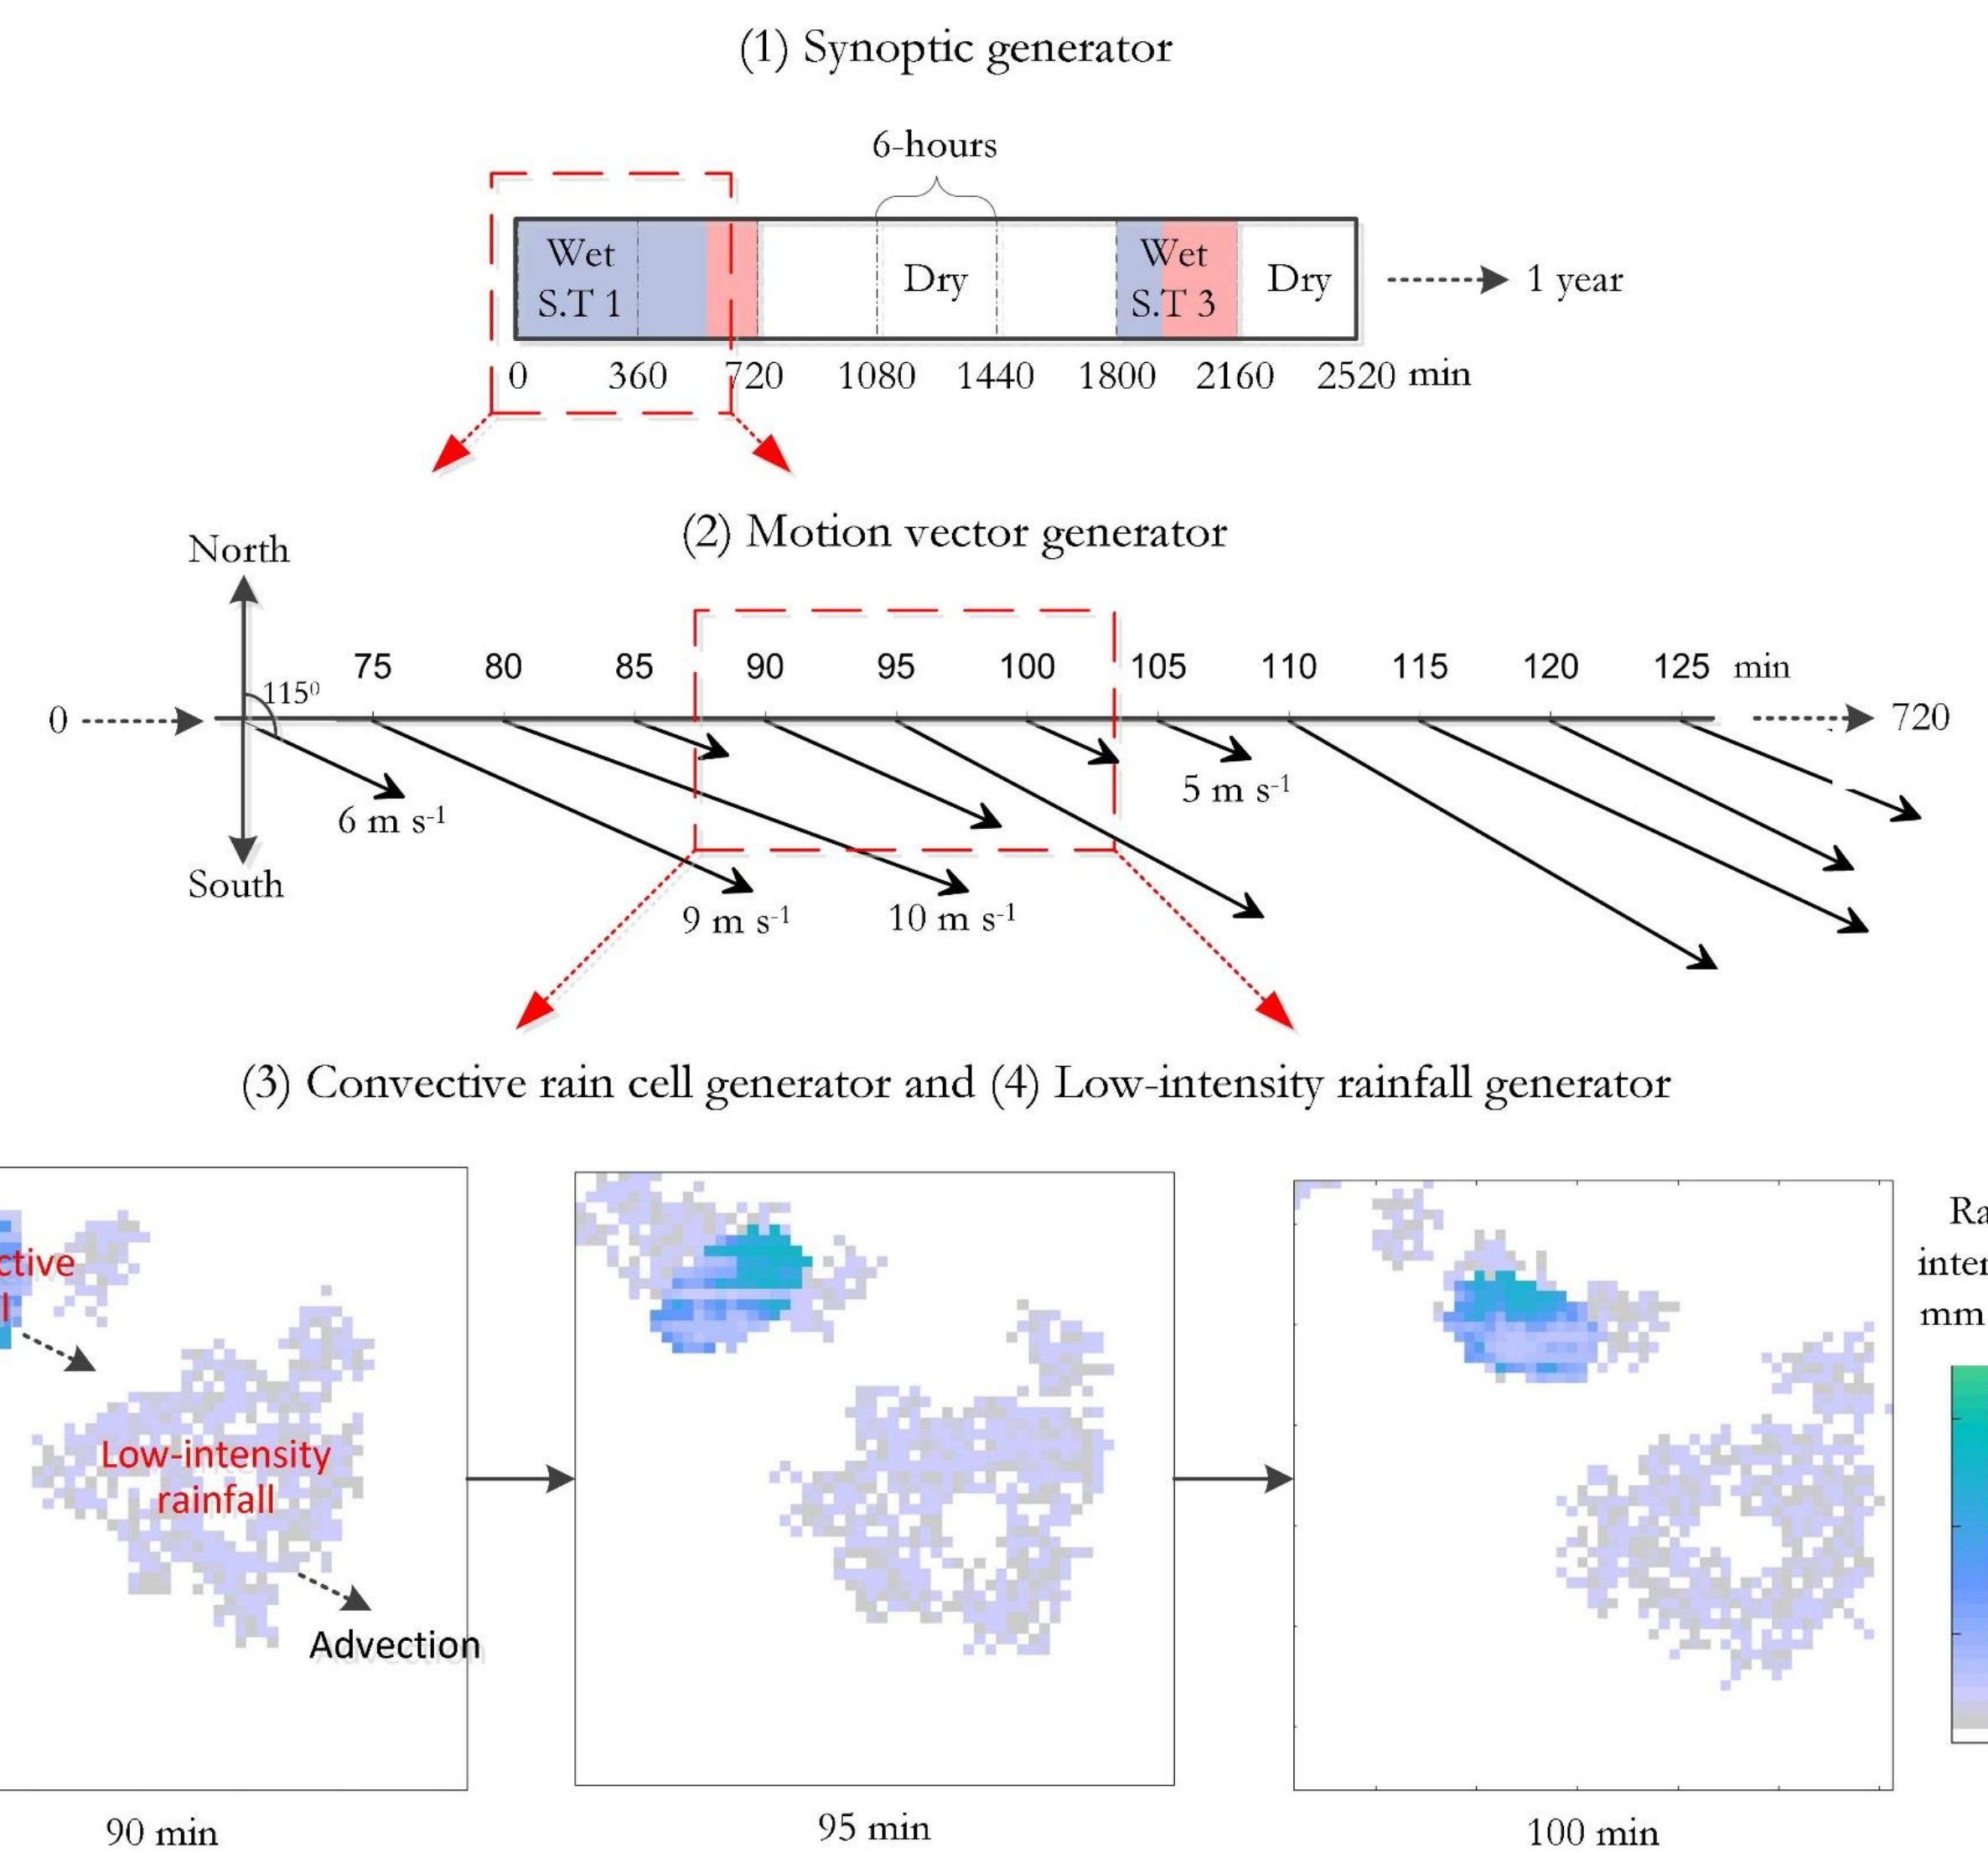 (1) Synoptic generator
6-hours
Wet
S.T 1
Dry
Wet
S.T 3
Dry
1 year
0 360 720 1080 1440 1800 2160 2520 min
(2) Motion vector generator
North
75 80 85 90 95 100 105 110 115 120 125 min
115⁰
0
720
5 m s⁻¹
6 m s⁻¹
South
9 m s⁻¹
10 m s⁻¹
(3) Convective rain cell generator and (4) Low-intensity rainfall generator
mm
Low-intensity
rainfall
Advection
90 min
95 min
100 min